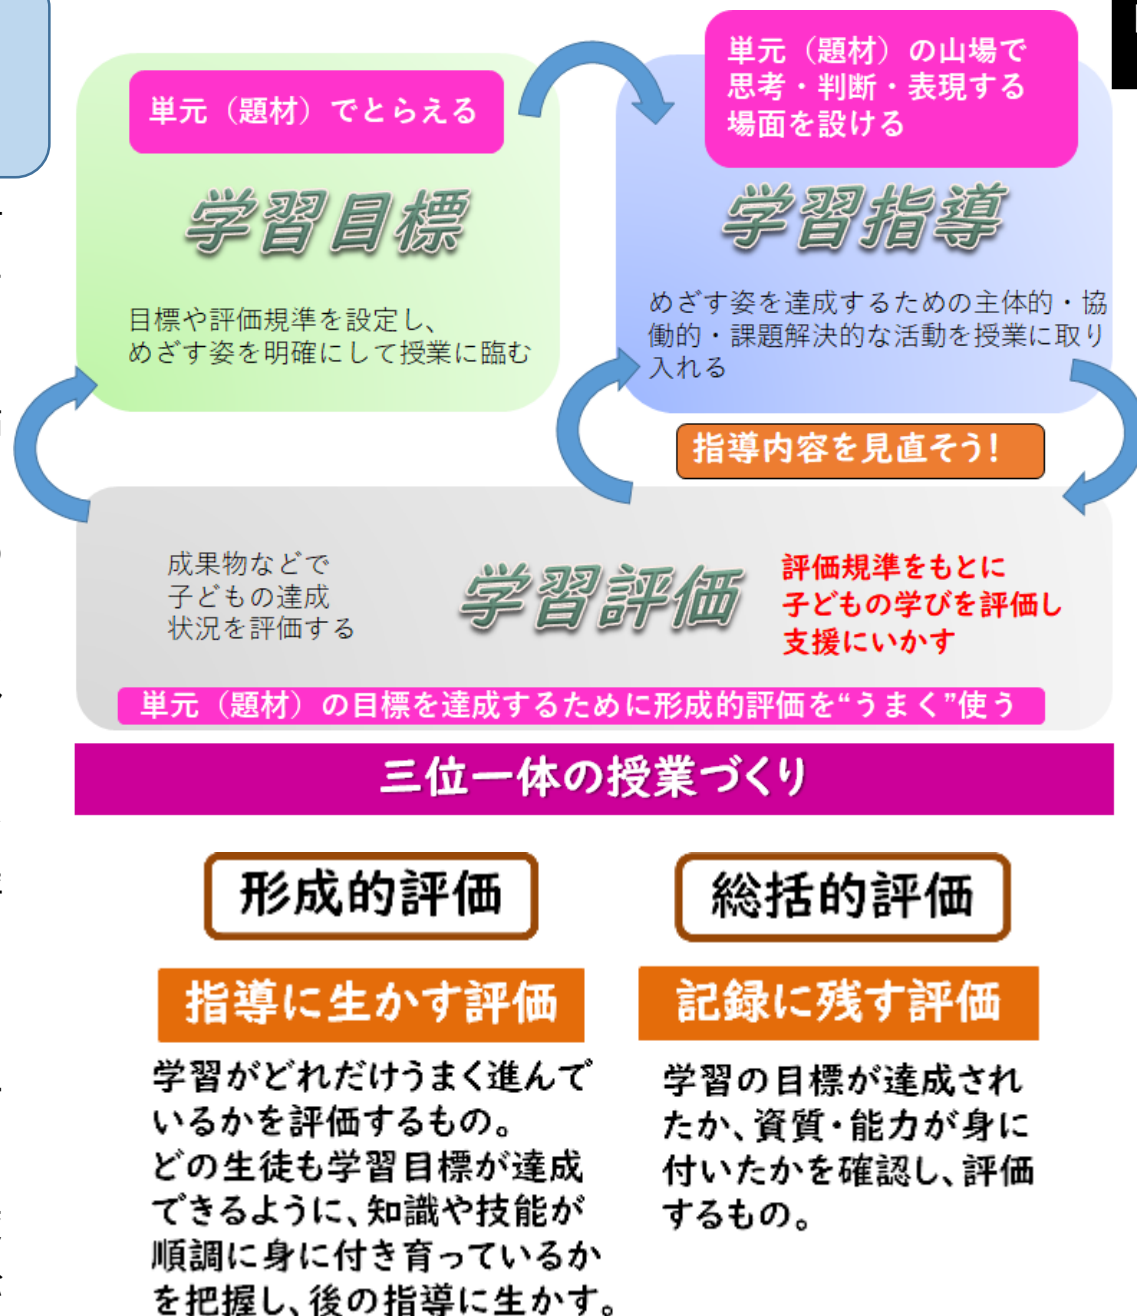 単元（題材）でとらえる
学習目標
目標や評価規準を設定し、
めざす姿を明確にして授業に臨む
単元（題材）の山場で
思考・判断・表現する
場面を設ける
学習指導
めざす姿を達成するための主体的・協
働的・課題解決的な活動を授業に取り
入れる
指導内容を見直そう！
成果物などで
子どもの達成
状況を評価する
学習評価
評価規準をもとに
子どもの学びを評価し
支援にいかす
単元（題材）の目標を達成するために形成的評価を“うまく”使う
三位一体の授業づくり
形成的評価
指導に生かす評価
学習がどれだけうまく進んで
いるかを評価するもの。
どの生徒も学習目標が達成
できるように、知識や技能が
順調に身に付き育っているか
を把握し、後の指導に生かす。
総括的評価
記録に残す評価
学習の目標が達成され
たか、資質・能力が身に
付いたかを確認し、評価
するもの。